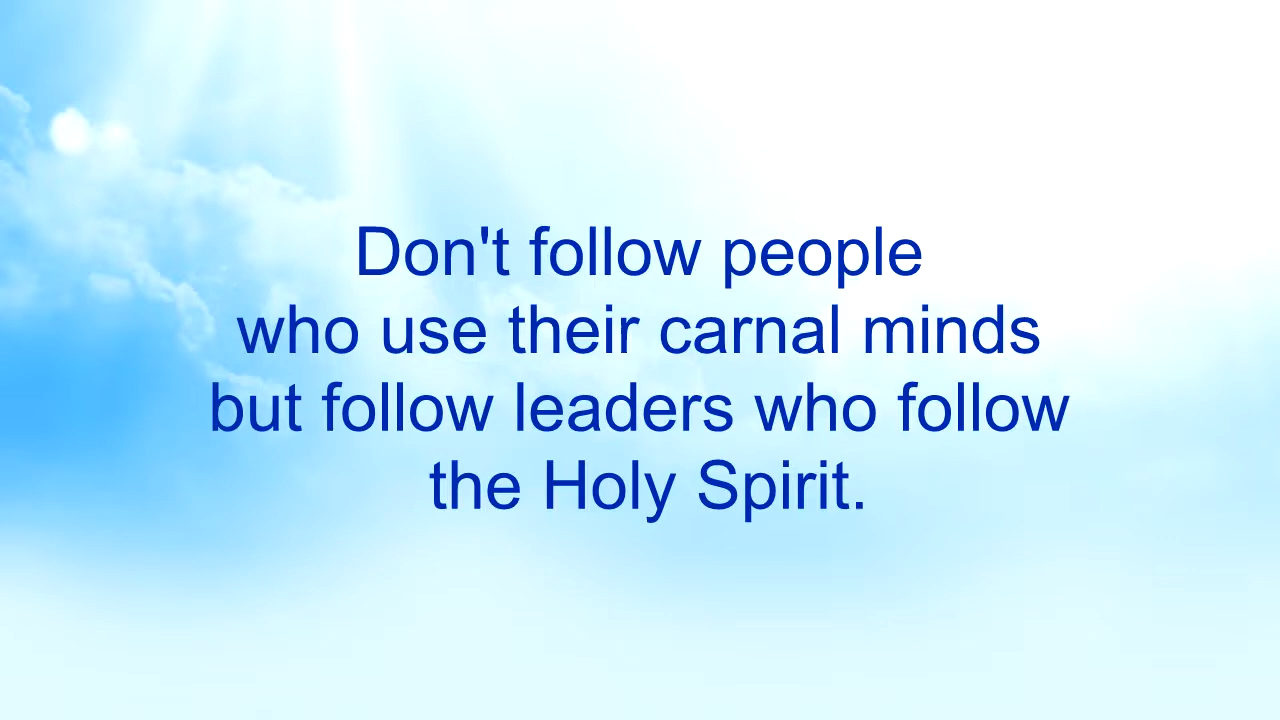 Don't follow people
who use their carnal minds
but follow leaders who follow
the Holy Spirit.